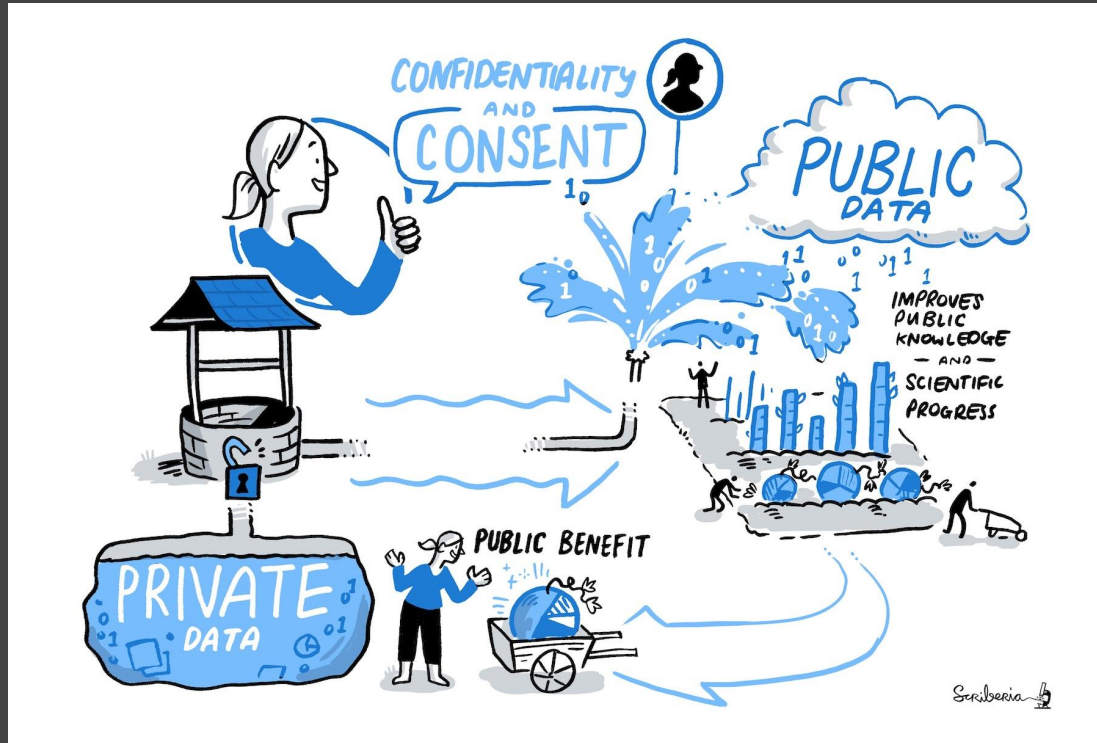 CONFIDENTIALITY
AND
CONSENT
PUBLIC
DATA
IMPROVES
PUBLIC
KNOWLEDGE
— AND —
SCIENTIFIC
PROGRESS
PUBLIC BENEFIT
PRIVATE
DATA
Scriberia